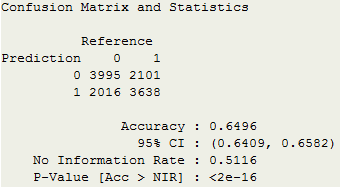 Confusion Matrix and Statistics
Reference
Prediction 0 1
0 3995 2101
1 2016 3638
Accuracy : 0.6496
95% CI : (0.6409, 0.6582)
No Information Rate : 0.5116
P-Value [Acc > NIR] : <2e-16